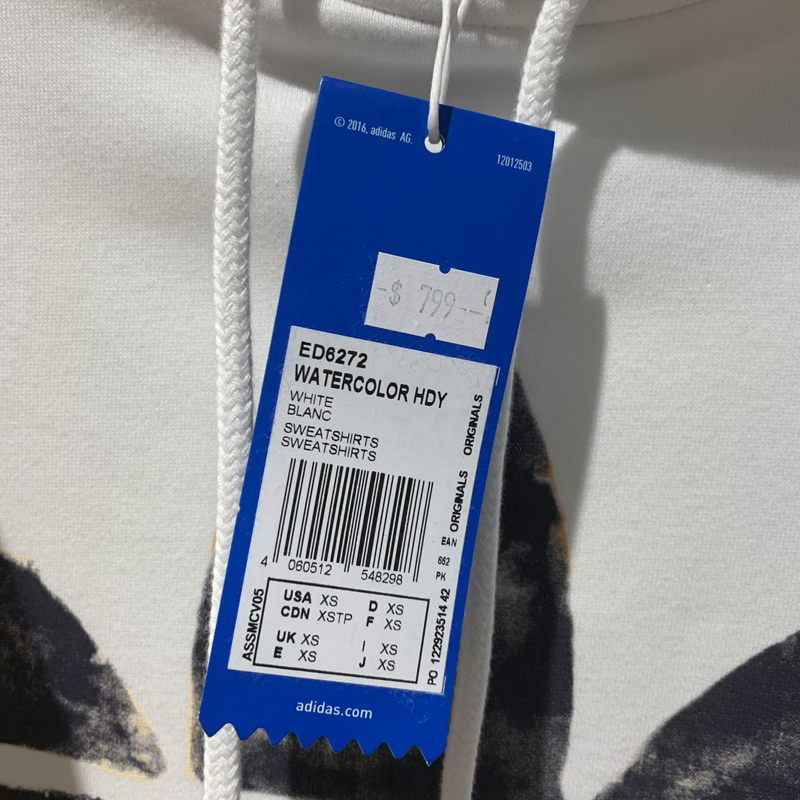 © 2016, adidas AG.
12012503
-$ 799--
ED6272
WATERCOLOR HDY
WHITE
BLANC
SWEATSHIRTS
SWEATSHIRTS
ORIGINALS
ORIGINALS
EAN
662
PK
4 060512 548298
ASSMCV05
USA XS D XS
CDN XSTP F XS
UK XS I XS
E XS J XS
PO 122923514 42
adidas.com